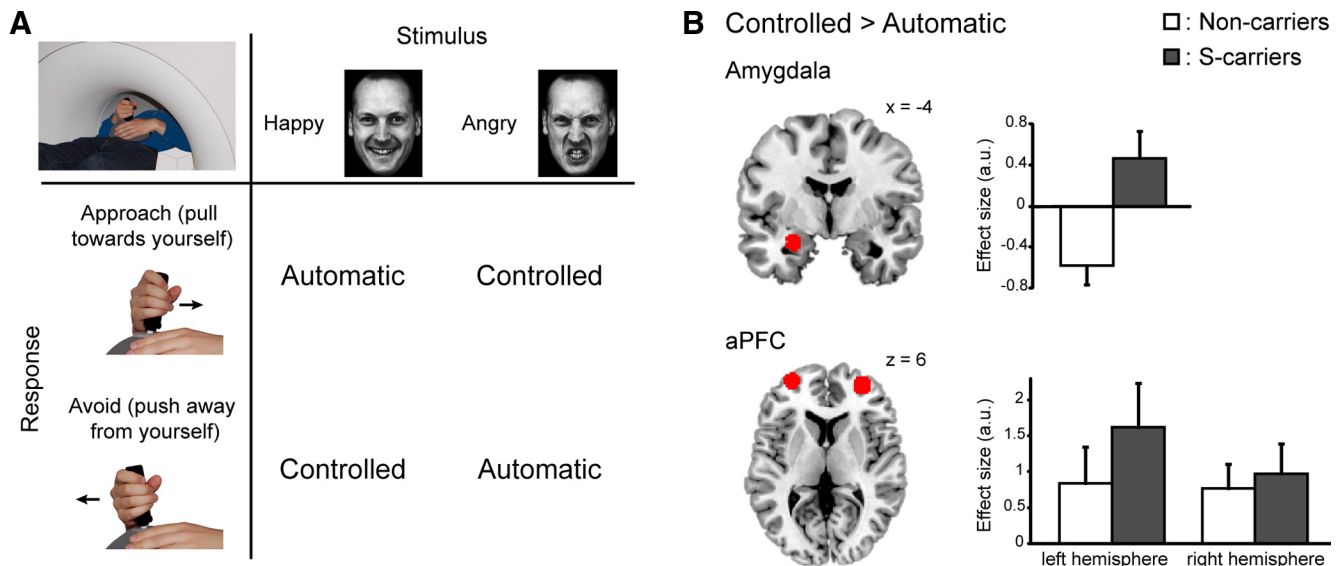 A
Stimulus
Happy
Angry
Response
Approach (pull
towards yourself)
Automatic
Controlled
Avoid (push away
from yourself)
Controlled
Automatic
B
Controlled > Automatic
: Non-carriers
: S-carriers
Amygdala
x = -4
Effect size (a.u.)
0.8
0.4
0
-0.4
-0.8
aPFC
z = 6
Effect size (a.u.)
2
1.5
1
0.5
0
left hemisphere
right hemisphere